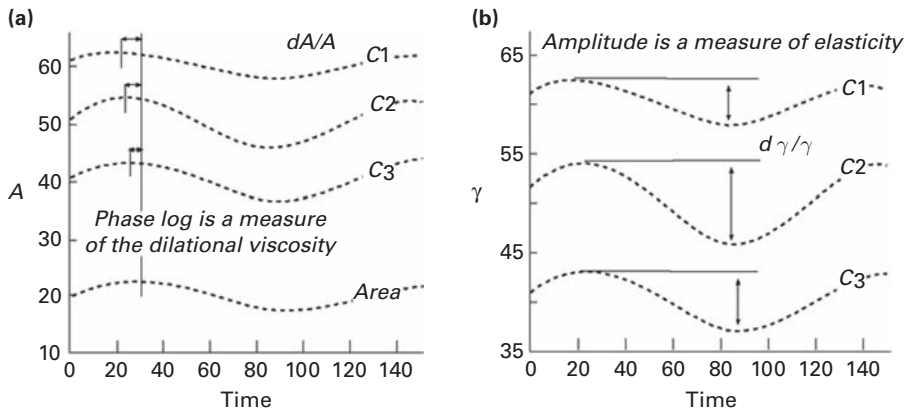 (a)
dA/A
60
50
40
30
20
10
A
C1
C2
C3
Phase log is a measure
of the dilational viscosity
Area
0 20 40 60 80 100 120 140
Time
(b)
Amplitude is a measure of elasticity
65
55
45
35
γ
C1
d γ/γ
C2
C3
0 20 40 60 80 100 120 140
Time